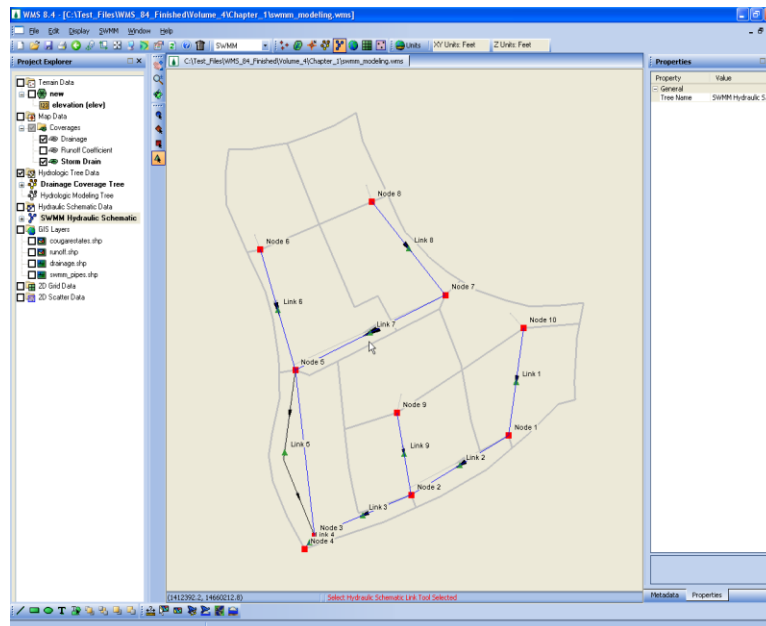 WMS 8.4 - [C:\Test_Files\WMS_84_Finished\Volume_4\Chapter_1\swmm_modeling.wms]
File Edit Display SWMM Window Help
SWMM Units XY Units: Feet Z Units: Feet
Project Explorer
C:\Test_Files\WMS_84_Finished\Volume_4\Chapter_1\swmm_modeling.wms
Properties
Property Value
General
Tree Name SWMM Hydraulic S
Terrain Data
new
elevation (elev)
Map Data
Coverages
Drainage
Runoff Coefficient
Storm Drain
Hydrologic Tree Data
Drainage Coverage Tree
Hydrologic Modeling Tree
Hydraulic Schematic Data
SWMM Hydraulic Schematic
GIS Layers
cougarestates.shp
runoff.shp
drainage.shp
swmm_pipes.shp
2D Grid Data
2D Scatter Data
Node 8
Node 6
Link 8
Node 7
Link 6
Link 7
Node 10
Node 5
Link 1
Node 9
Node 1
Link 5
Link 9
Link 2
Node 2
Link 3
Node 3
Link 4
Node 4
(1412392.2, 14660212.8) Select Hydraulic Schematic Link Tool Selected
Metadata Properties